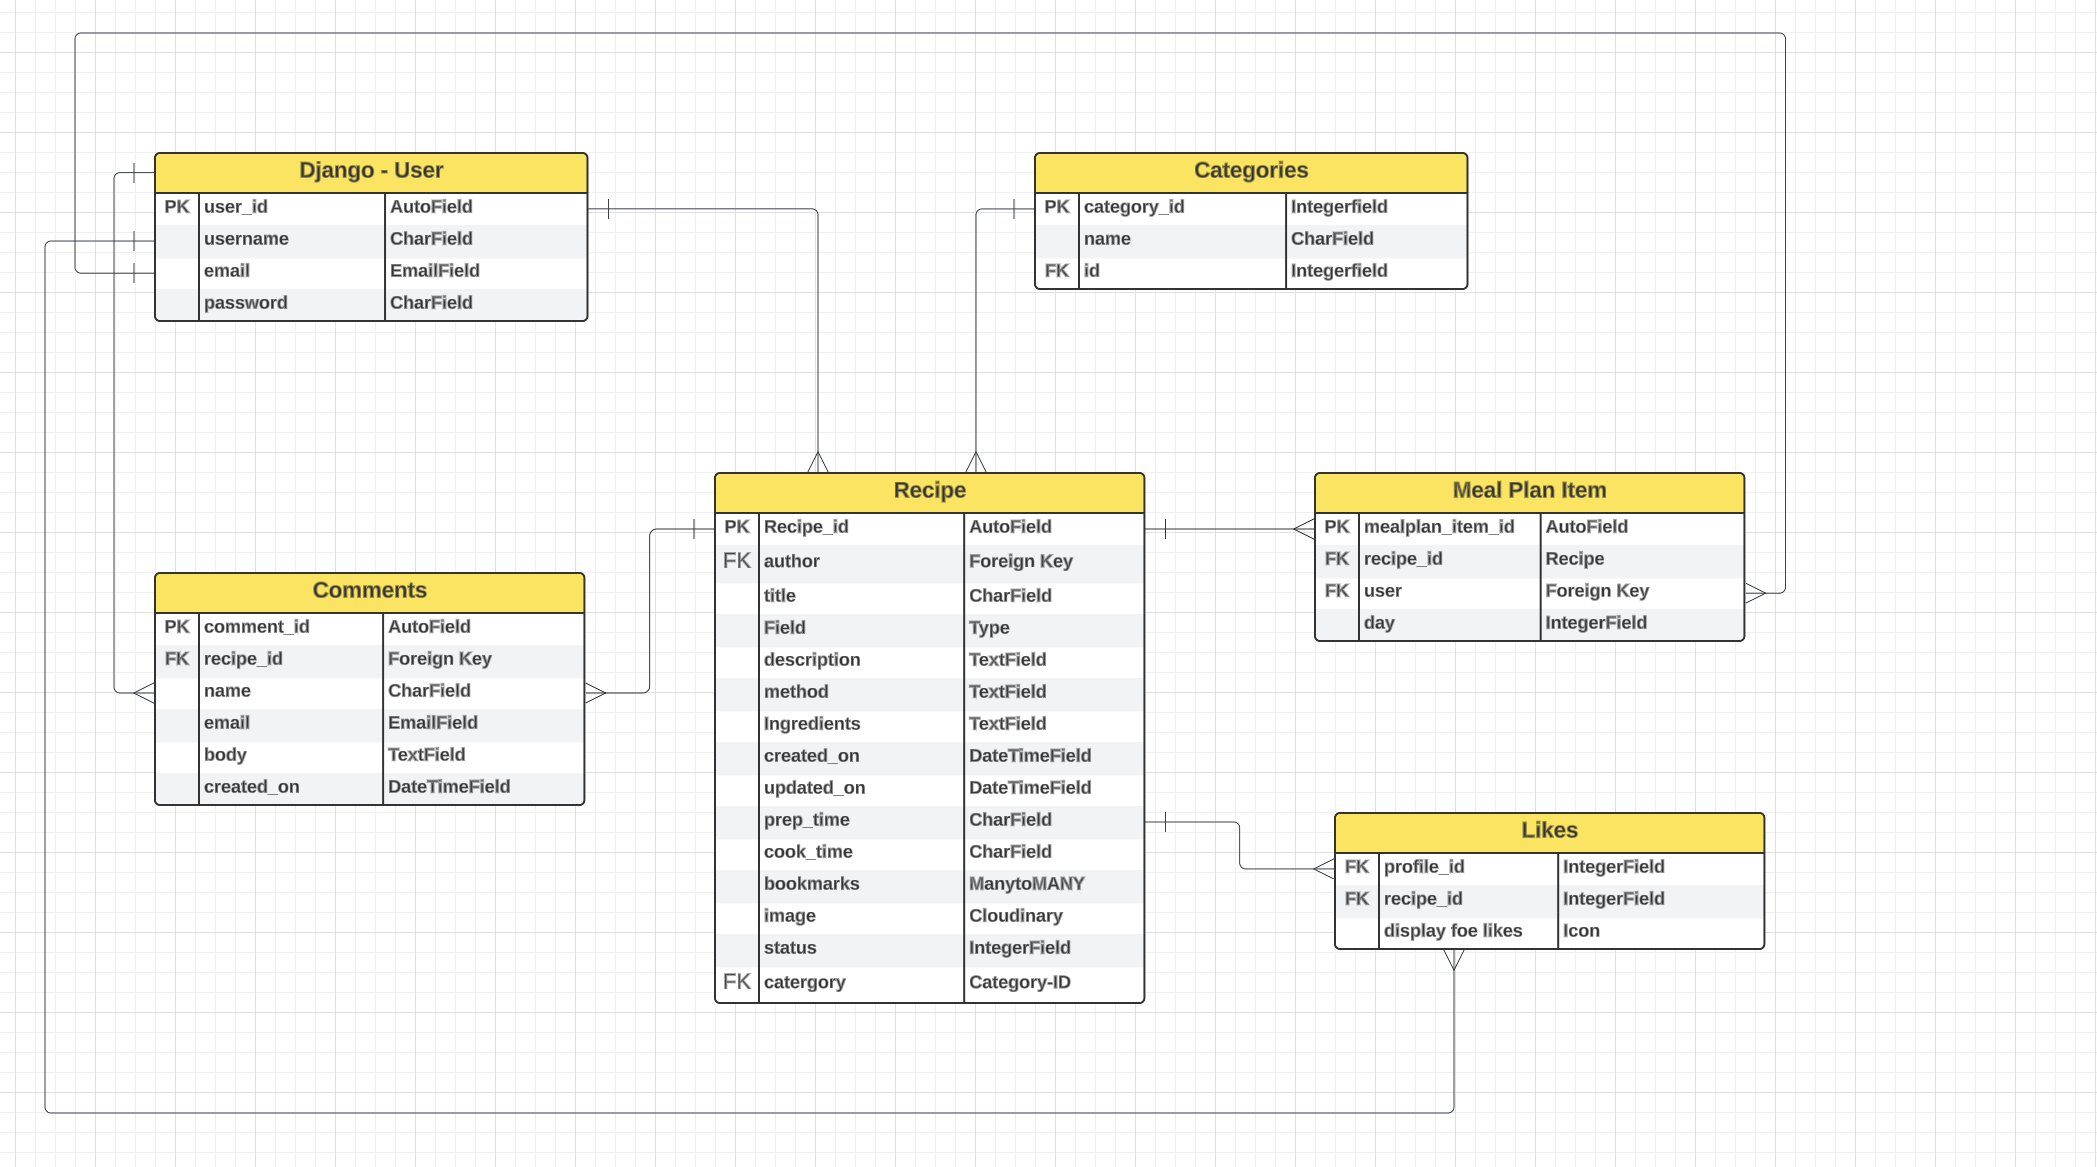 Django - User
PK user_id AutoField
username CharField
email EmailField
password CharField
Categories
PK category_id Integerfield
name CharField
FK id Integerfield
Recipe
PK Recipe_id AutoField
FK author Foreign Key
title CharField
Field Type
description TextField
method TextField
Ingredients TextField
created_on DateTimeField
updated_on DateTimeField
prep_time CharField
cook_time CharField
bookmarks ManytoMANY
image Cloudinary
status IntegerField
FK catergory Category-ID
Meal Plan Item
PK mealplan_item_id AutoField
FK recipe_id Recipe
FK user Foreign Key
day IntegerField
Comments
PK comment_id AutoField
FK recipe_id Foreign Key
name CharField
email EmailField
body TextField
created_on DateTimeField
Likes
FK profile_id IntegerField
FK recipe_id IntegerField
display foe likes Icon